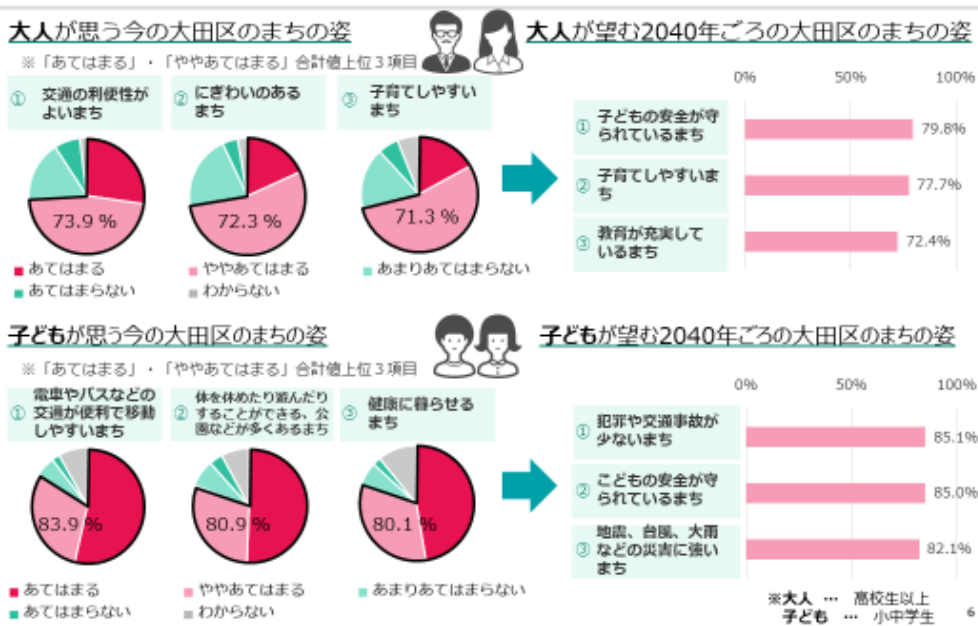 大人が思う今の大田区のまちの姿
※「あてはまる」・「ややあてはまる」合計値上位3項目
① 交通の利便性が
よいまち
② にぎわいのある
まち
③ 子育てしやすい
まち
73.9 %
72.3 %
71.3 %
■ あてはまる
■ ややあてはまる
■ あまりあてはまらない
■ あてはまらない
■ わからない
大人が望む2040年ごろの大田区のまちの姿
0%
50%
100%
① 子どもの安全が守
られているまち
79.8%
② 子育てしやすいま
ち
77.7%
③ 教育が充実して
いるまち
72.4%
子どもが思う今の大田区のまちの姿
※「あてはまる」・「ややあてはまる」合計値上位3項目
① 電車やバスなどの
交通が便利で移動
しやすいまち
② 体を休めたり遊んだり
することができる、公
園などが多くあるまち
③ 健康に暮らせる
まち
83.9 %
80.9 %
80.1 %
■ あてはまる
■ ややあてはまる
■ あまりあてはまらない
■ あてはまらない
■ わからない
子どもが望む2040年ごろの大田区のまちの姿
0%
50%
100%
① 犯罪や交通事故が
少ないまち
85.1%
② こどもの安全が守
られているまち
85.0%
③ 地震、台風、大雨
などの災害に強い
まち
82.1%
※大人 … 高校生以上
子ども … 小中学生
6